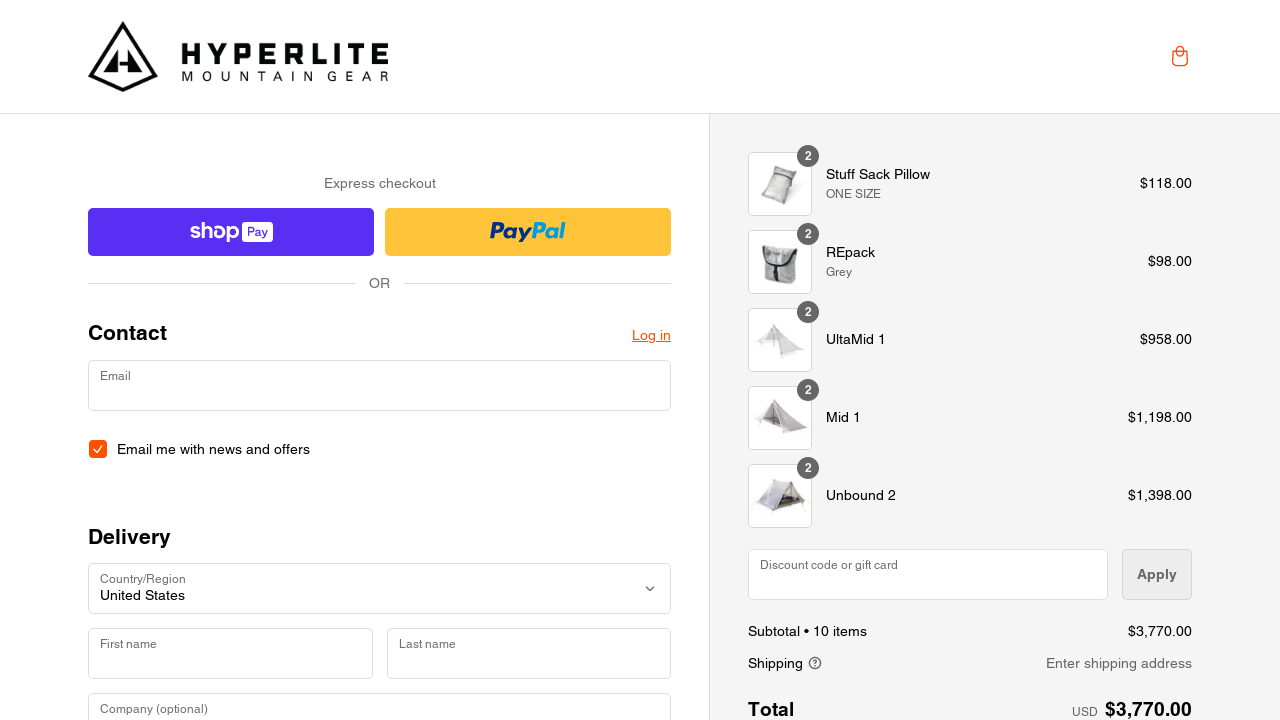 HYPERLITE
MOUNTAIN GEAR
Express checkout
shop Pay
PayPal
OR
Contact
Log in
Email
Email me with news and offers
Delivery
Country/Region
United States
First name
Last name
Company (optional)
2
Stuff Sack Pillow
ONE SIZE
$118.00
2
REpack
Grey
$98.00
2
UltaMid 1
$958.00
2
Mid 1
$1,198.00
2
Unbound 2
$1,398.00
Discount code or gift card
Apply
Subtotal • 10 items
$3,770.00
Shipping
Enter shipping address
Total
USD $3,770.00